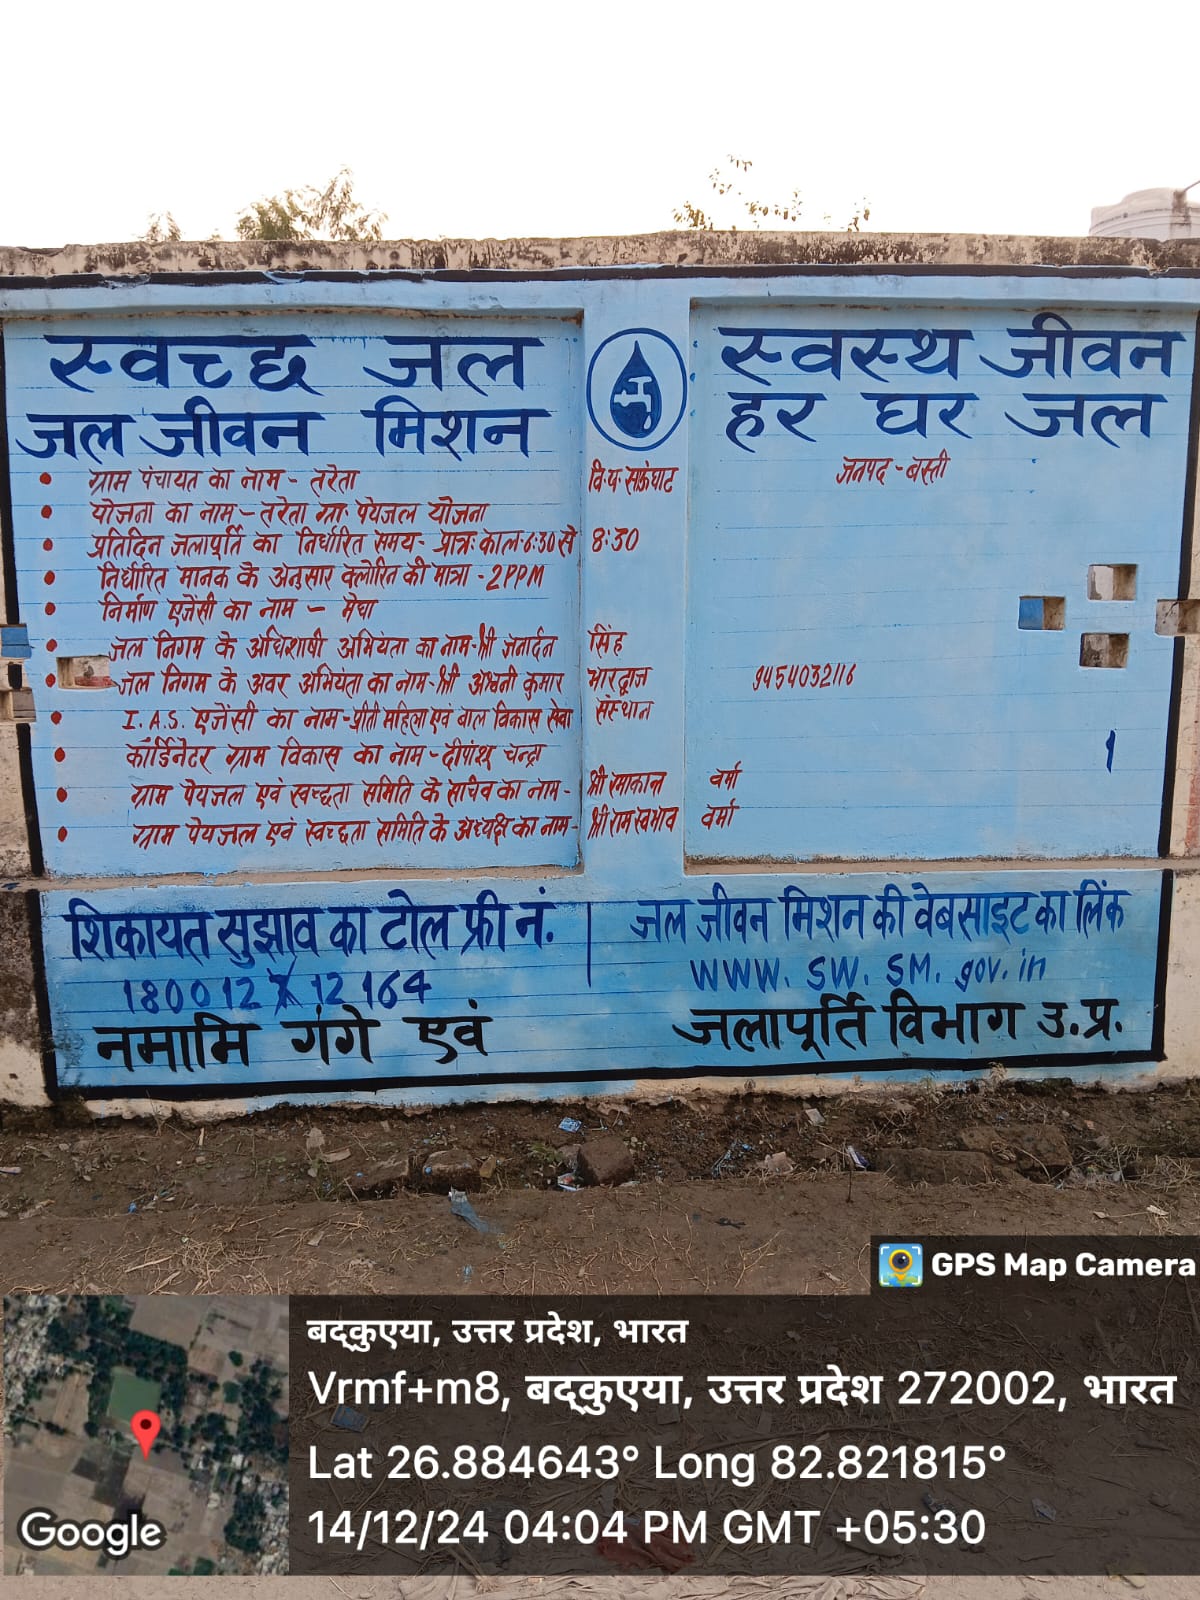 स्वच्छ जल स्वस्थ जीवन
जल जीवन मिशन हर घर जल
• ग्राम पंचायत का नाम - तरेता वि.प. साऊंघाट जनपद - बस्ती
• योजना का नाम - तरेता ग्रा. पेयजल योजना
• प्रतिदिन जलापूर्ति का निर्धारित समय - प्रात्र: काल-6:30 से 8:30
• निर्धारित मानक के अनुसार क्लोरिन की मात्रा - 2PPM
• निर्माण एजेंसी का नाम - मेघा
• जल निगम के अधिशाषी अभियंता का नाम - श्री जनार्दन सिंह
• जल निगम के अवर अभियंता का नाम - श्री अश्वनी कुमार भारद्वाज 9454032116
• I.A.S. एजेंसी का नाम - प्रीती महिला एवं बाल विकास सेवा संस्थान
• कॉर्डिनेटर ग्राम विकास का नाम - दीपांशू चन्द्रा
• ग्राम पेयजल एवं स्वच्छता समिति के सचिव का नाम - श्री रमाकान्त वर्मा
• ग्राम पेयजल एवं स्वच्छता समिति के अध्यक्ष का नाम - श्री राम स्वभाव वर्मा
1
शिकायत सुझाव का टोल फ्री नं. | जल जीवन मिशन की वेबसाइट का लिंक
180012 12164 WWW. SW. SM. gov. in
नमामि गंगे एवं जलापूर्ति विभाग उ.प्र.
GPS Map Camera
बद्कुएया, उत्तर प्रदेश, भारत
Vrmf+m8, बद्कुएया, उत्तर प्रदेश 272002, भारत
Lat 26.884643° Long 82.821815°
14/12/24 04:04 PM GMT +05:30
Google